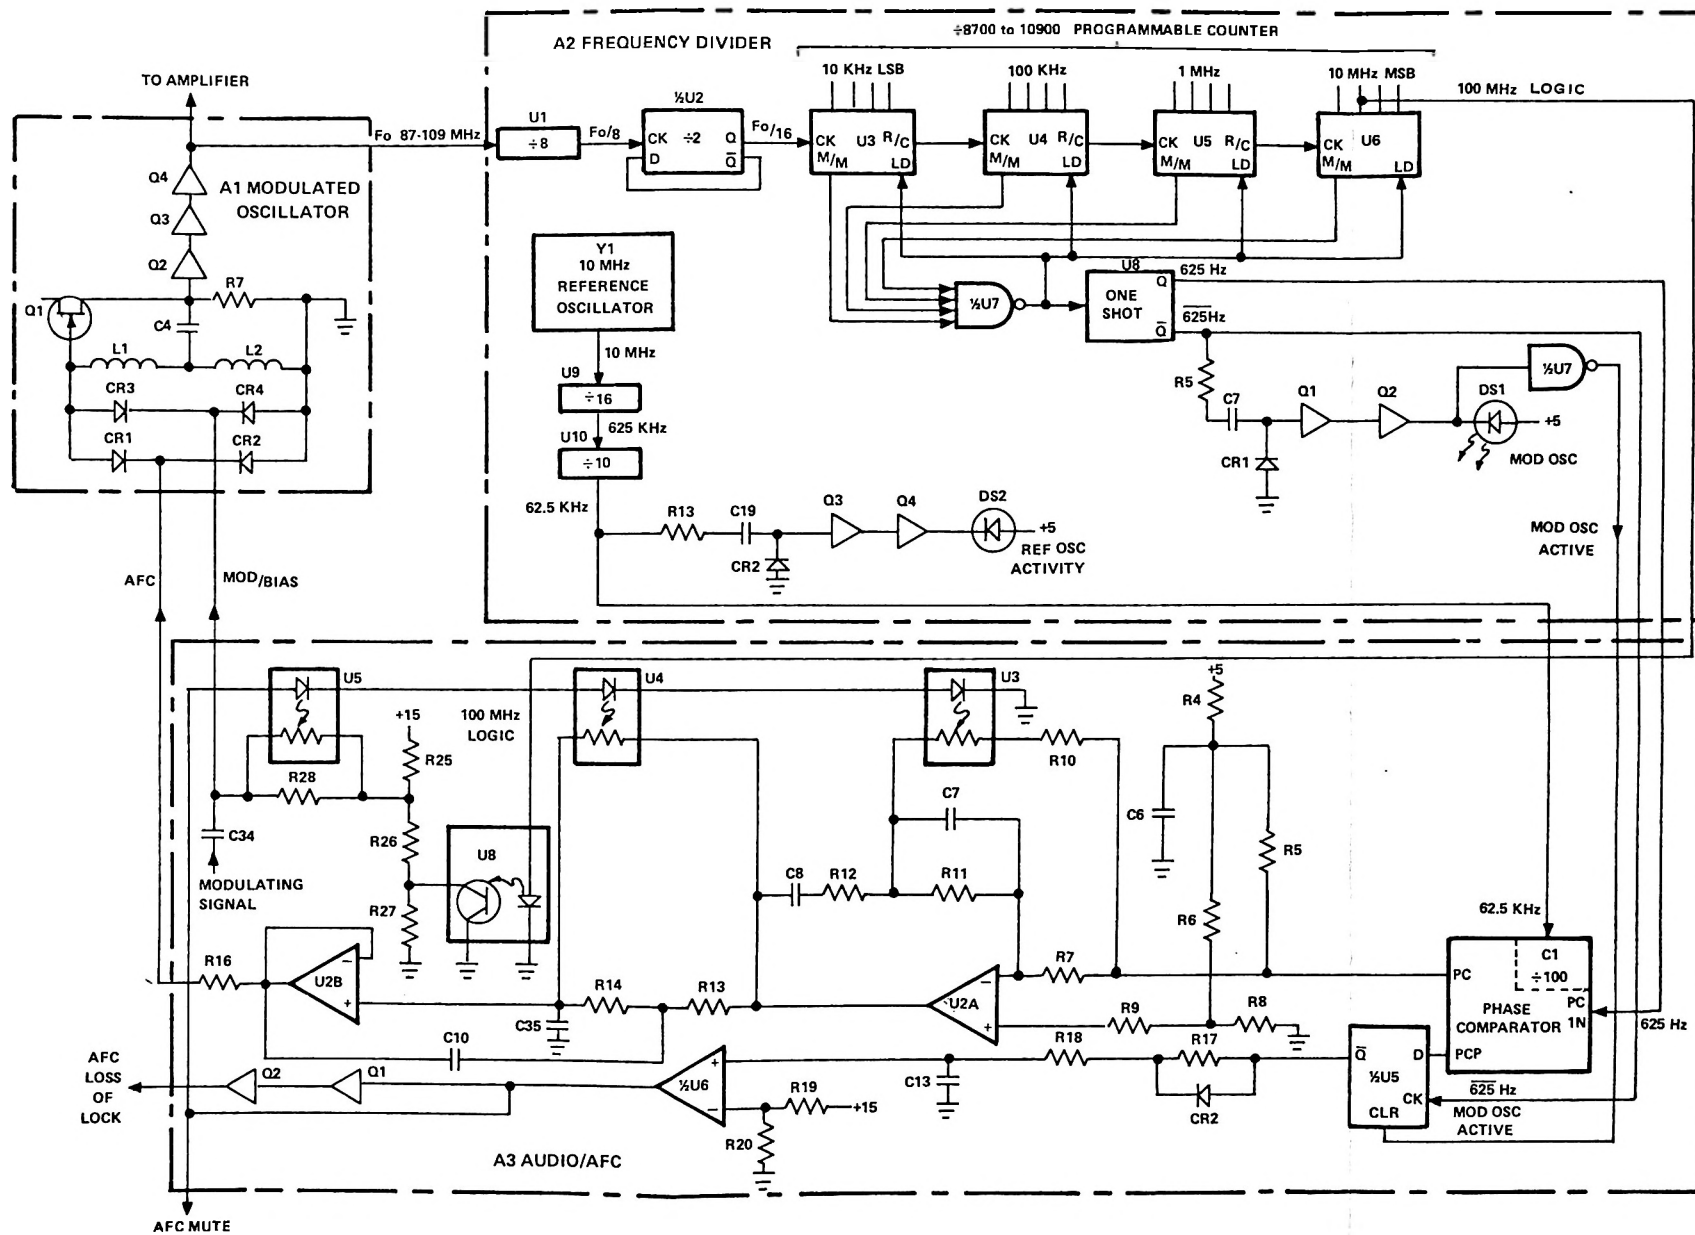 A2 FREQUENCY DIVIDER
÷8700 to 10900 PROGRAMMABLE COUNTER
10 KHz LSB
100 KHz
1 MHz
10 MHz MSB
100 MHz LOGIC
TO AMPLIFIER
Fo 87-109 MHz
U1
÷8
Fo/8
½U2
CK
÷2
Q
D
Q̅
Fo/16
CK
U3
R/C
M/M
LD
CK
U4
R/C
M/M
LD
CK
U5
R/C
M/M
LD
CK
U6
M/M
LD
Q4
A1 MODULATED
OSCILLATOR
Q3
Q2
R7
Q1
C4
L1
L2
CR3
CR4
CR1
CR2
Y1
10 MHz
REFERENCE
OSCILLATOR
10 MHz
U9
÷16
625 KHz
U10
÷10
62.5 KHz
½U7
U8
ONE
SHOT
Q
Q̅
625 Hz
6̅2̅5̅H̅z̅
R5
C7
CR1
Q1
Q2
½U7
DS1
+5
MOD OSC
R13
C19
CR2
Q3
Q4
DS2
+5
REF OSC
ACTIVITY
MOD OSC
ACTIVE
AFC
MOD/BIAS
U5
U4
U3
100 MHz
LOGIC
+15
R25
R28
C34
R26
MODULATING
SIGNAL
R27
U8
R10
C7
C8
R12
R11
+5
R4
C6
R5
R6
62.5 KHz
C1
÷100
PC
PHASE
COMPARATOR
PC
1N
PCP
625 Hz
R16
U2B
-
+
R14
R13
U2A
-
+
R7
R9
R8
C35
C10
AFC
LOSS
OF
LOCK
Q2
Q1
½U6
+
-
C13
R18
R17
CR2
Q̅
D
½U5
CK
CLR
6̅2̅5̅ Hz
MOD OSC
ACTIVE
R19
+15
R20
A3 AUDIO/AFC
AFC MUTE